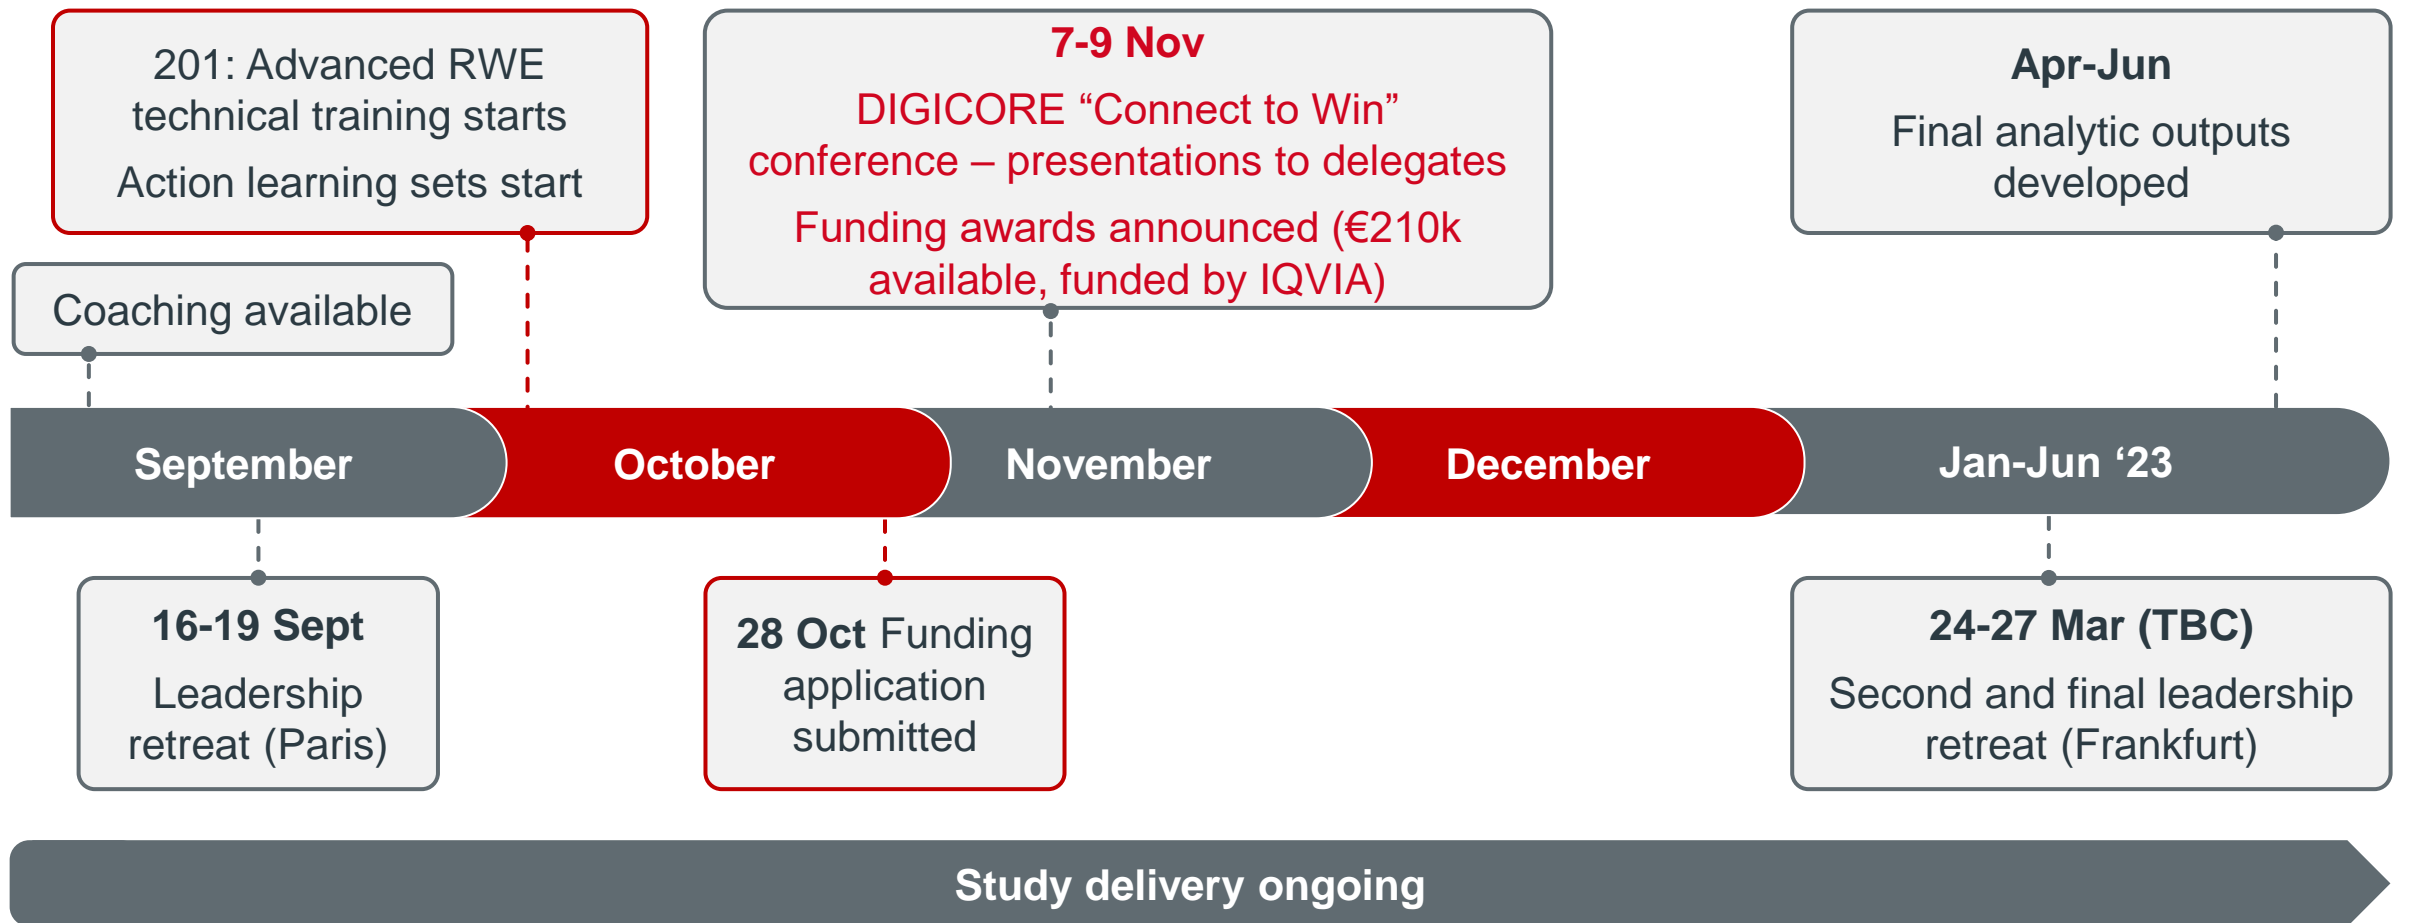 201: Advanced RWE
technical training starts
Action learning sets start
7-9 Nov
DIGICORE “Connect to Win”
conference – presentations to delegates
Funding awards announced (€210k
available, funded by IQVIA)
Apr-Jun
Final analytic outputs
developed
Coaching available
September
October
November
December
Jan-Jun ‘23
16-19 Sept
Leadership
retreat (Paris)
28 Oct Funding
application
submitted
24-27 Mar (TBC)
Second and final leadership
retreat (Frankfurt)
Study delivery ongoing